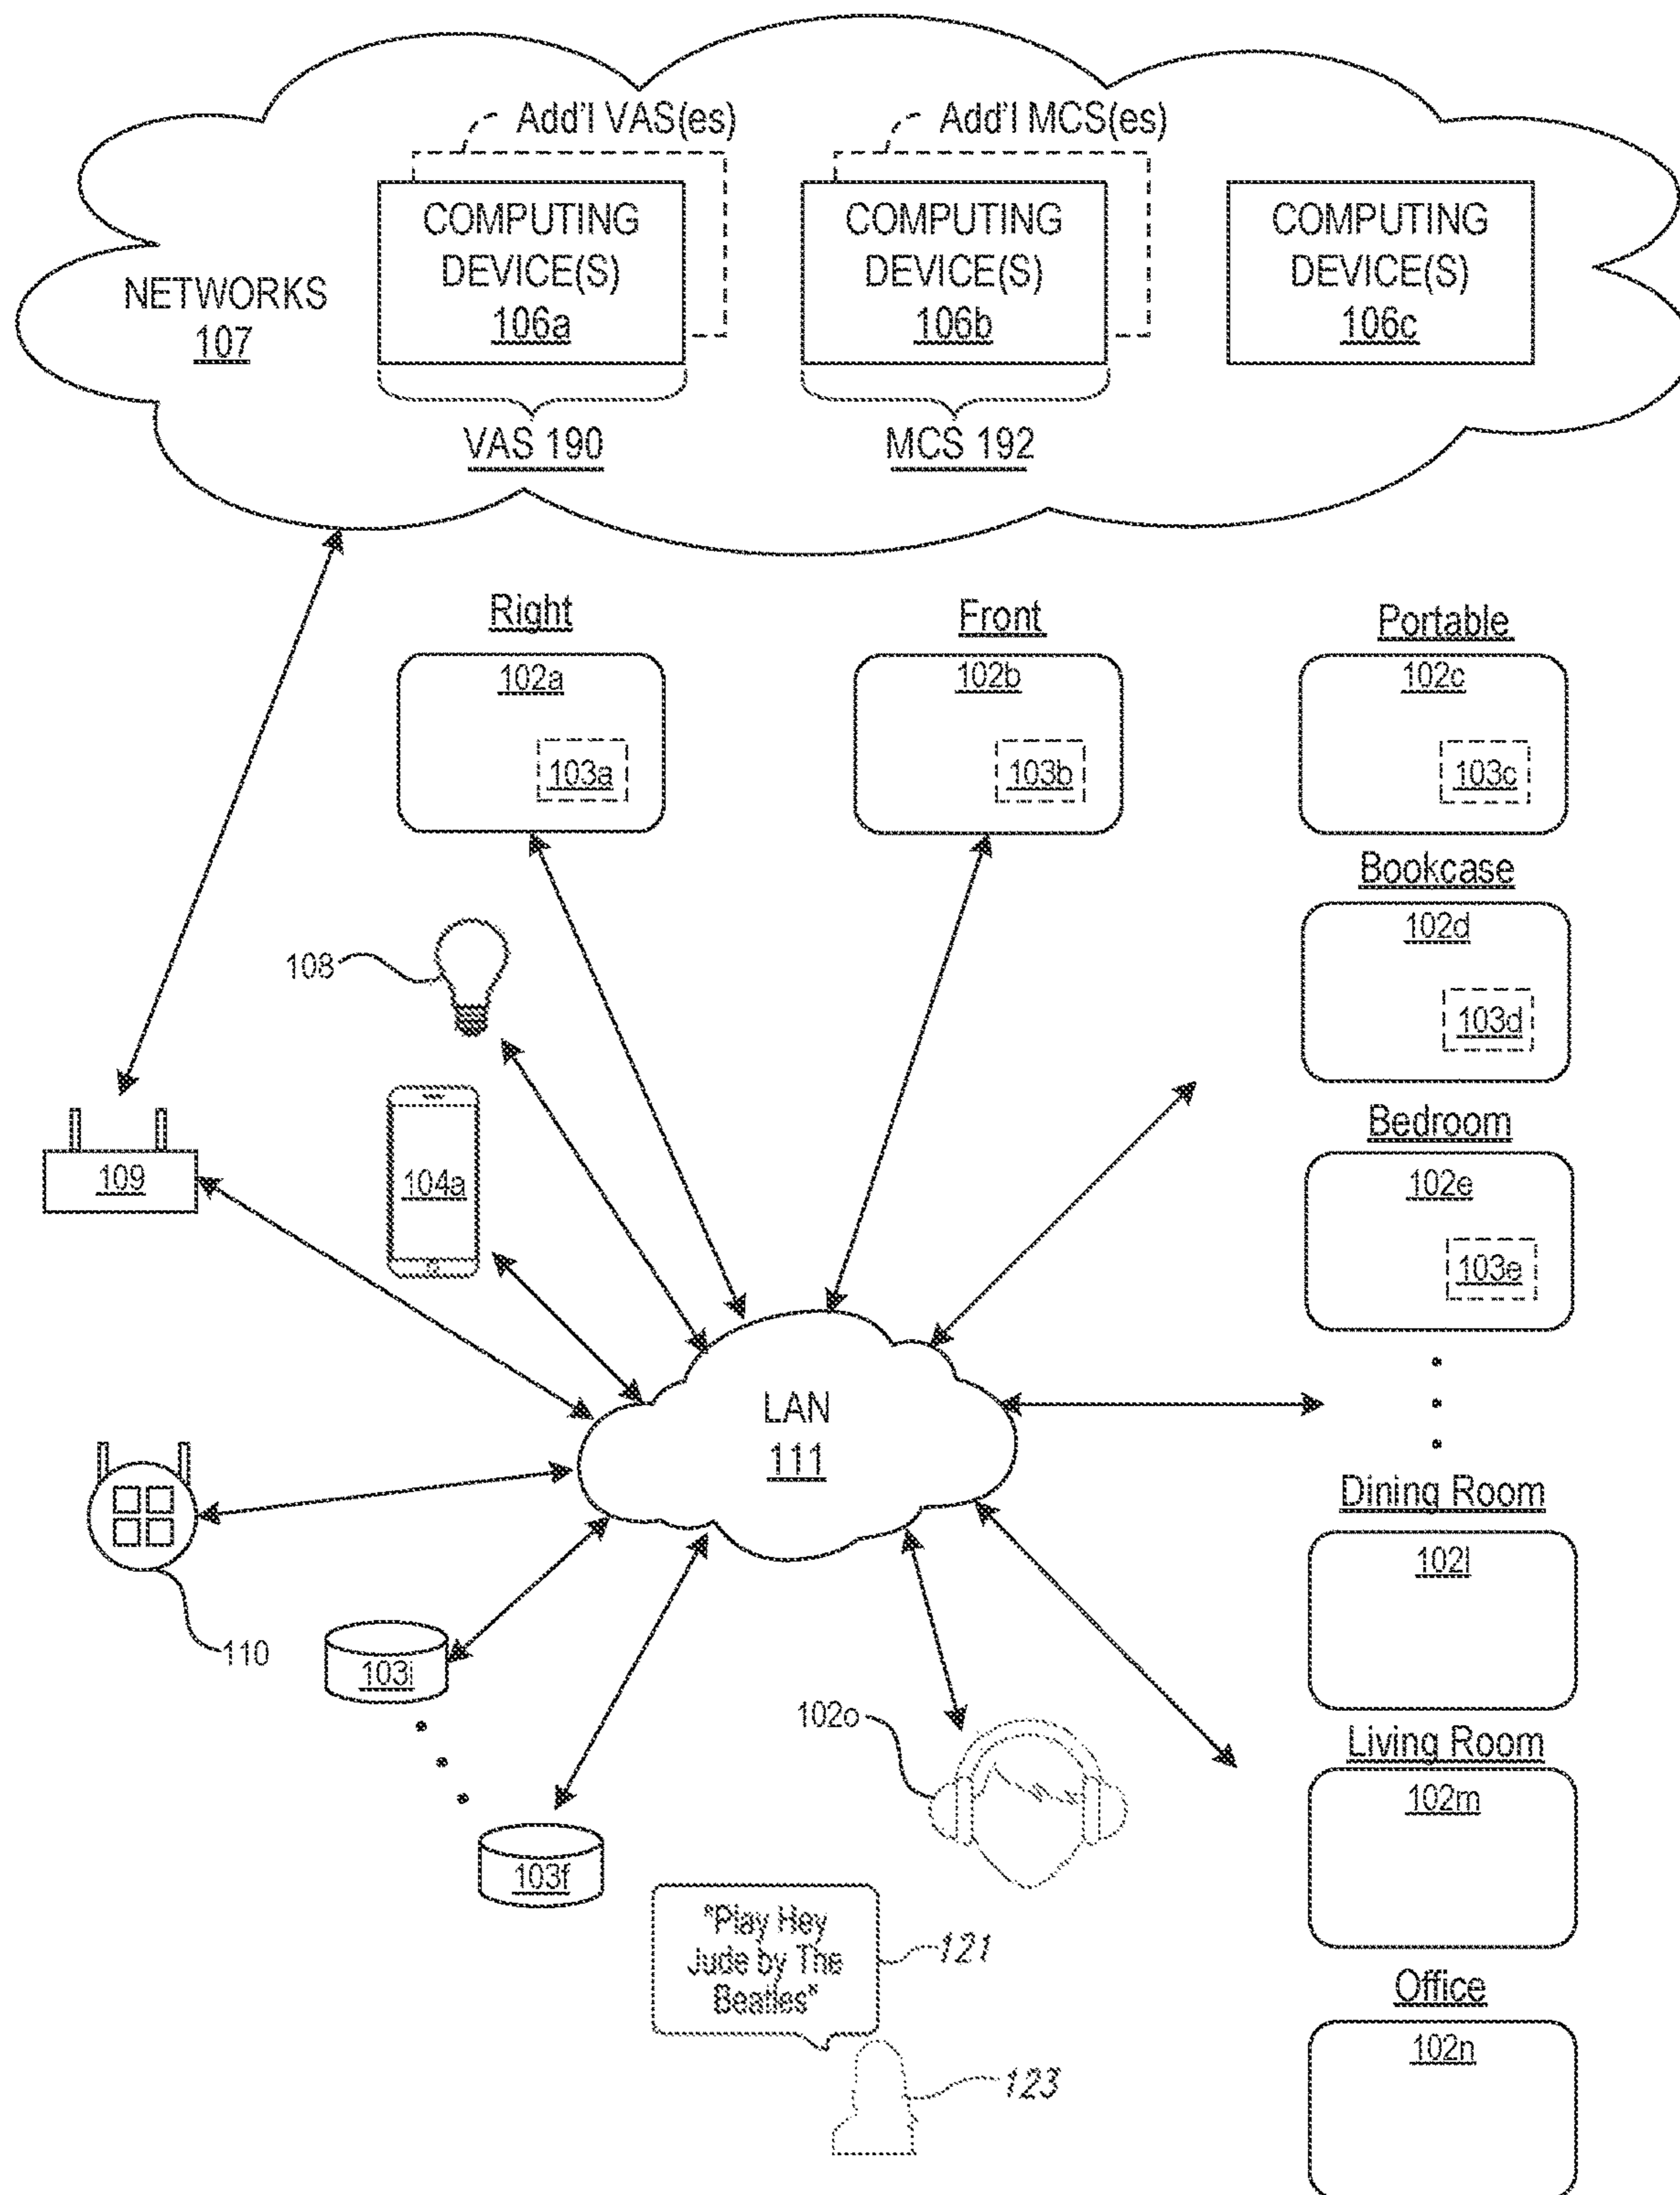 Add'l VAS(es)
Add'l MCS(es)
COMPUTING
DEVICE(S)
106a
COMPUTING
DEVICE(S)
106b
COMPUTING
DEVICE(S)
106c
NETWORKS
107
VAS 190
MCS 192
Right
102a
103a
Front
102b
103b
Portable
102c
103c
Bookcase
102d
103d
Bedroom
102e
103e
108
104a
109
LAN
111
110
103i
103f
102o
Dining Room
102l
Living Room
102m
Office
102n
"Play Hey
Jude by The
Beatles"
121
123